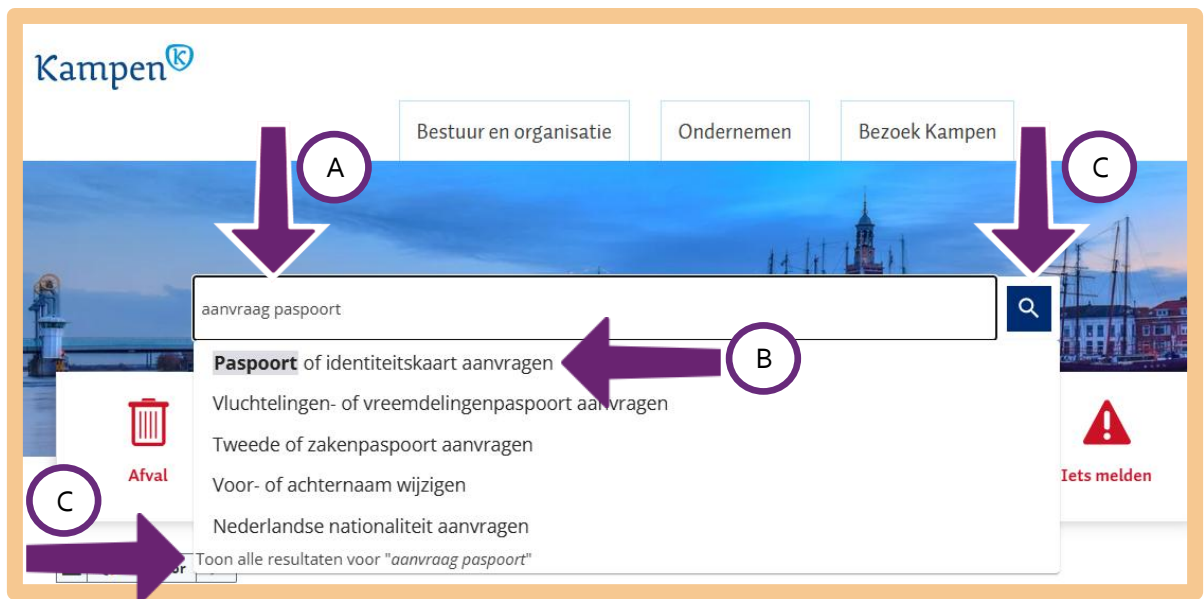 Kampen K
Bestuur en organisatie
Ondernemen
Bezoek Kampen
A
C
aanvraag paspoort
Paspoort of identiteitskaart aanvragen
B
Vluchtelingen- of vreemdelingenpaspoort aanvragen
Tweede of zakenpaspoort aanvragen
Voor- of achternaam wijzigen
Nederlandse nationaliteit aanvragen
Afval
Iets melden
C
Toon alle resultaten voor "aanvraag paspoort"